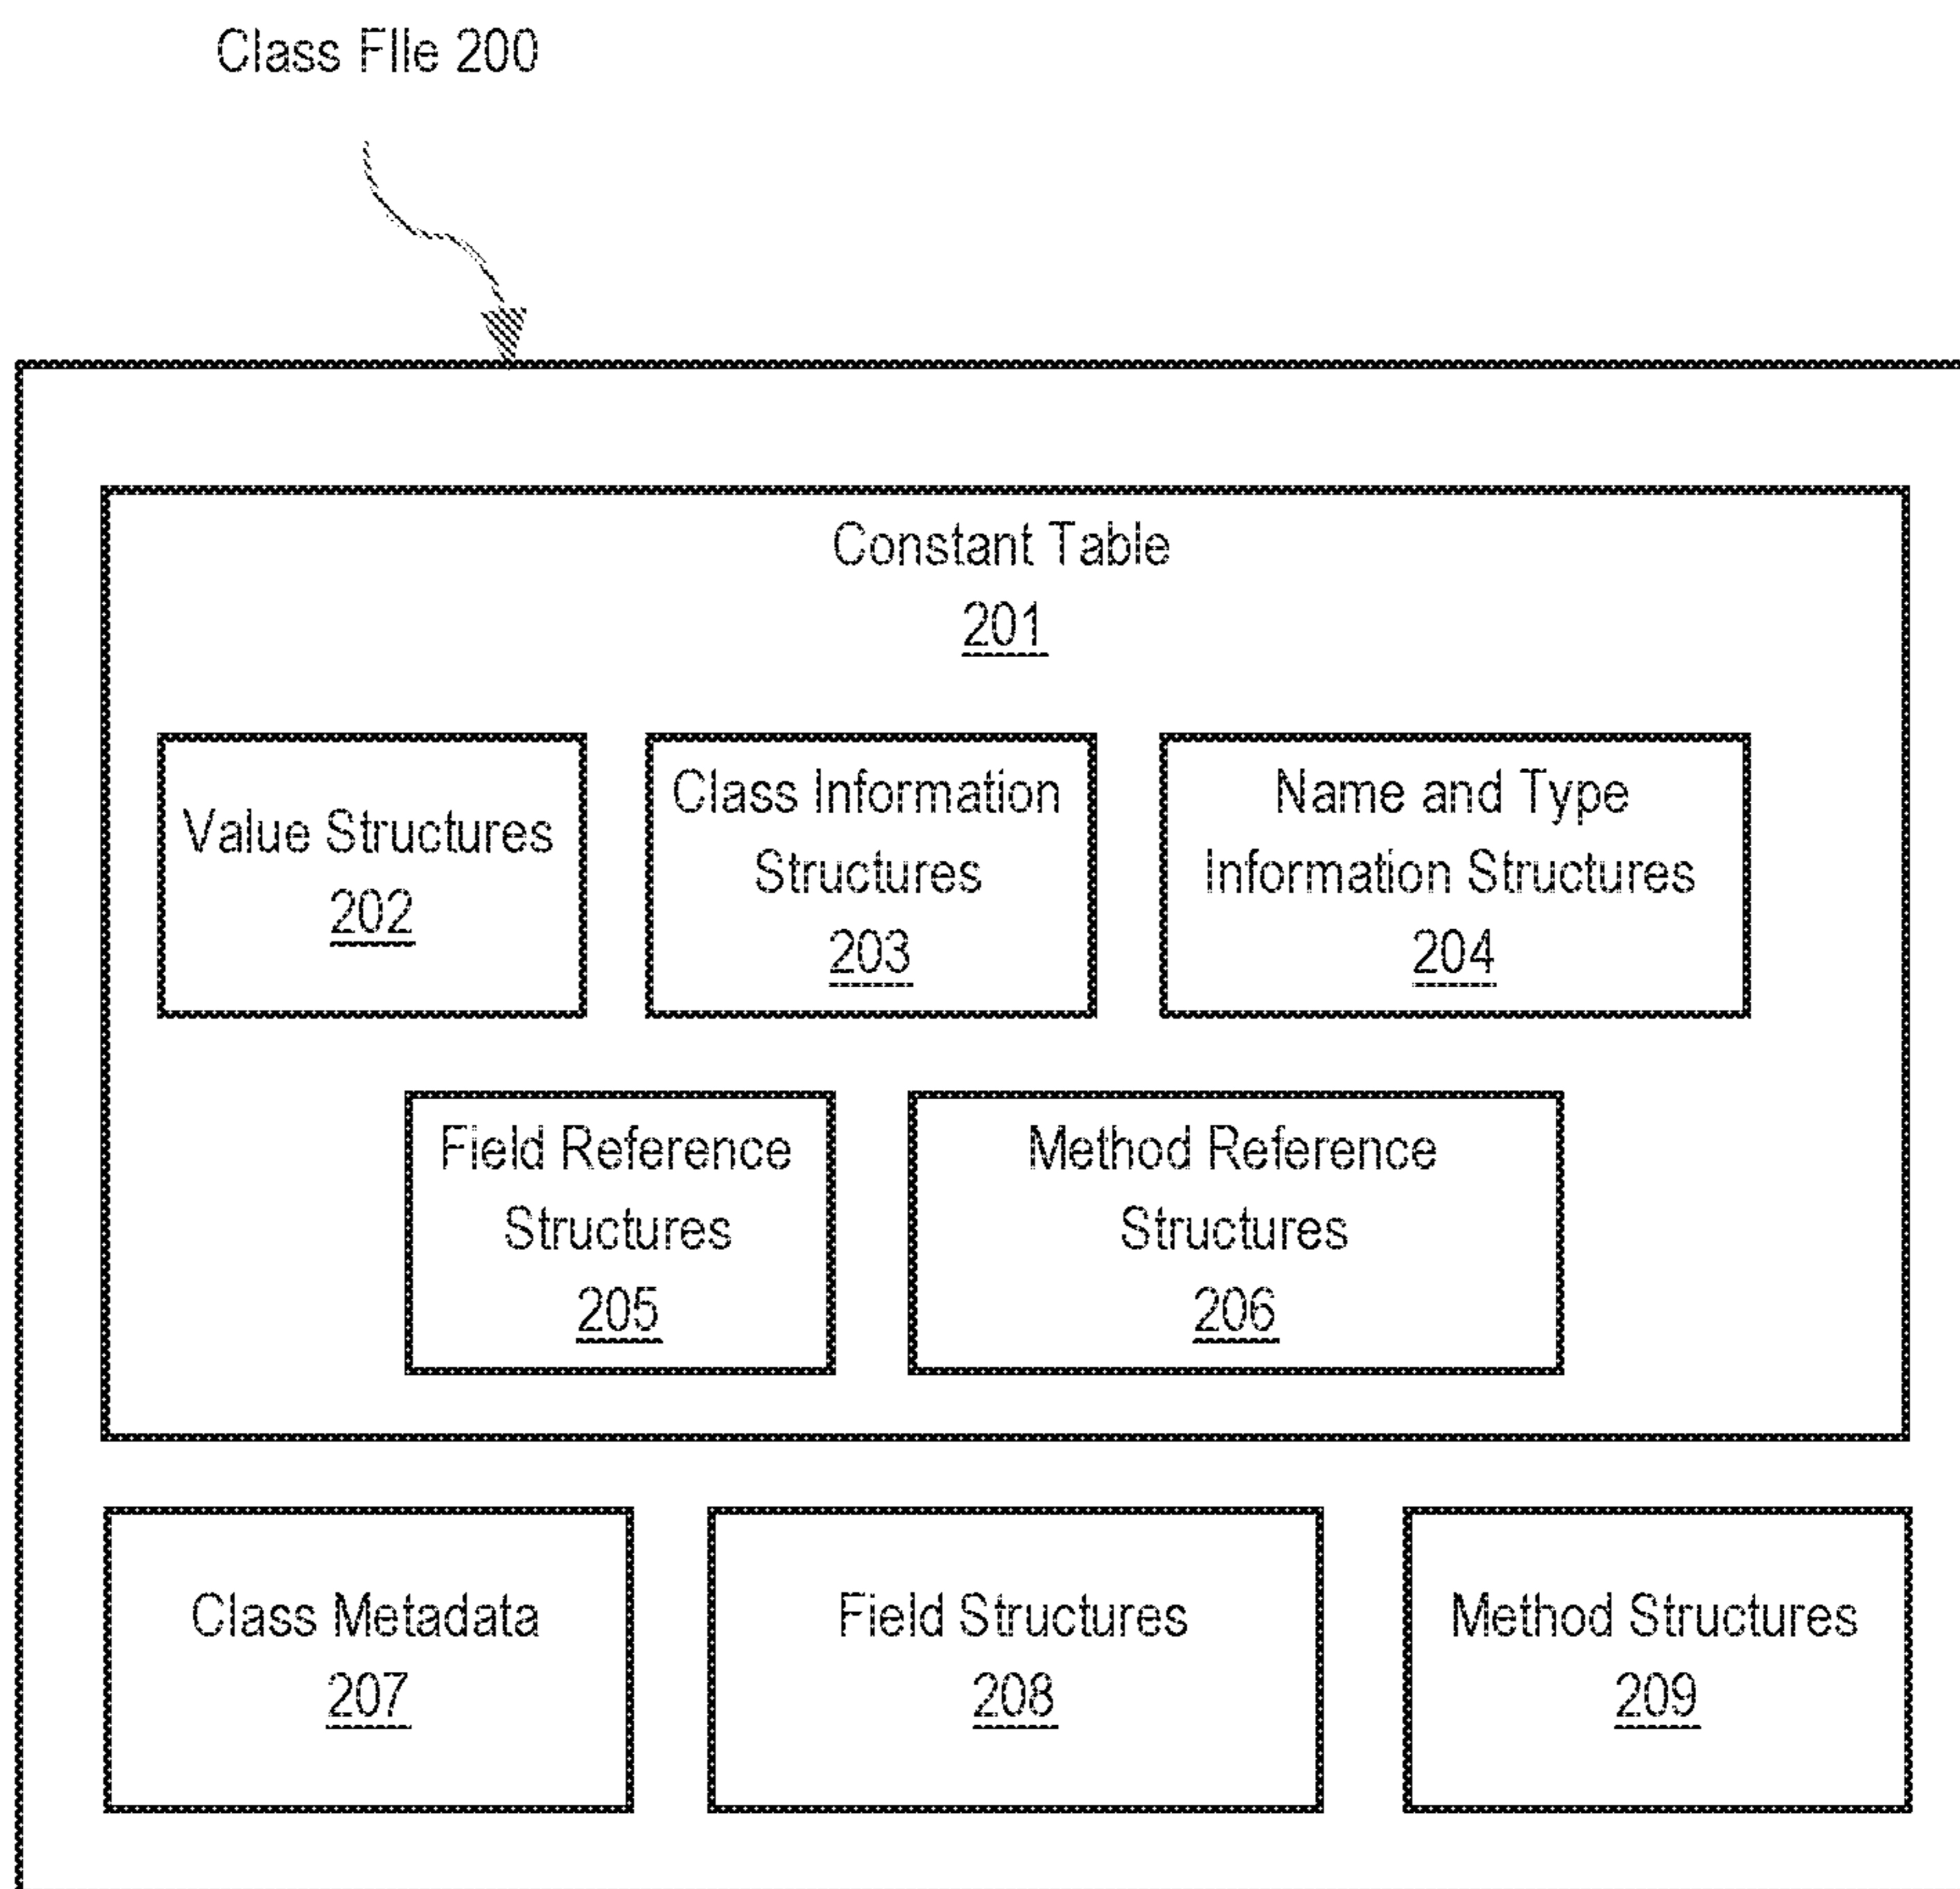 Class FIle 200
Constant Table
201
Value Structures
202
Class Information
Structures
203
Name and Type
Information Structures
204
Field Reference
Structures
205
Method Reference
Structures
206
Class Metadata
207
Field Structures
208
Method Structures
209